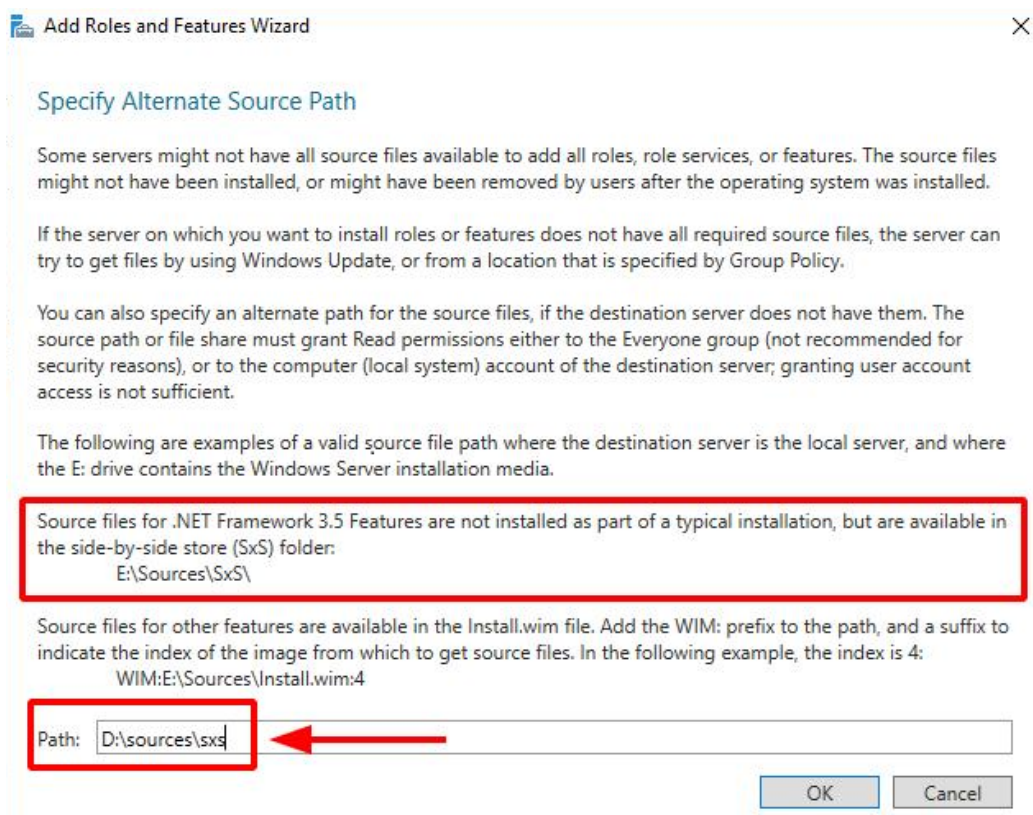 Add Roles and Features Wizard
Specify Alternate Source Path
Some servers might not have all source files available to add all roles, role services, or features. The source files
might not have been installed, or might have been removed by users after the operating system was installed.
If the server on which you want to install roles or features does not have all required source files, the server can
try to get files by using Windows Update, or from a location that is specified by Group Policy.
You can also specify an alternate path for the source files, if the destination server does not have them. The
source path or file share must grant Read permissions either to the Everyone group (not recommended for
security reasons), or to the computer (local system) account of the destination server; granting user account
access is not sufficient.
The following are examples of a valid source file path where the destination server is the local server, and where
the E: drive contains the Windows Server installation media.
Source files for .NET Framework 3.5 Features are not installed as part of a typical installation, but are available in
the side-by-side store (SxS) folder:
E:\Sources\SxS\
Source files for other features are available in the Install.wim file. Add the WIM: prefix to the path, and a suffix to
indicate the index of the image from which to get source files. In the following example, the index is 4:
WIM:E:\Sources\Install.wim:4
Path: D:\sources\sxs
OK Cancel